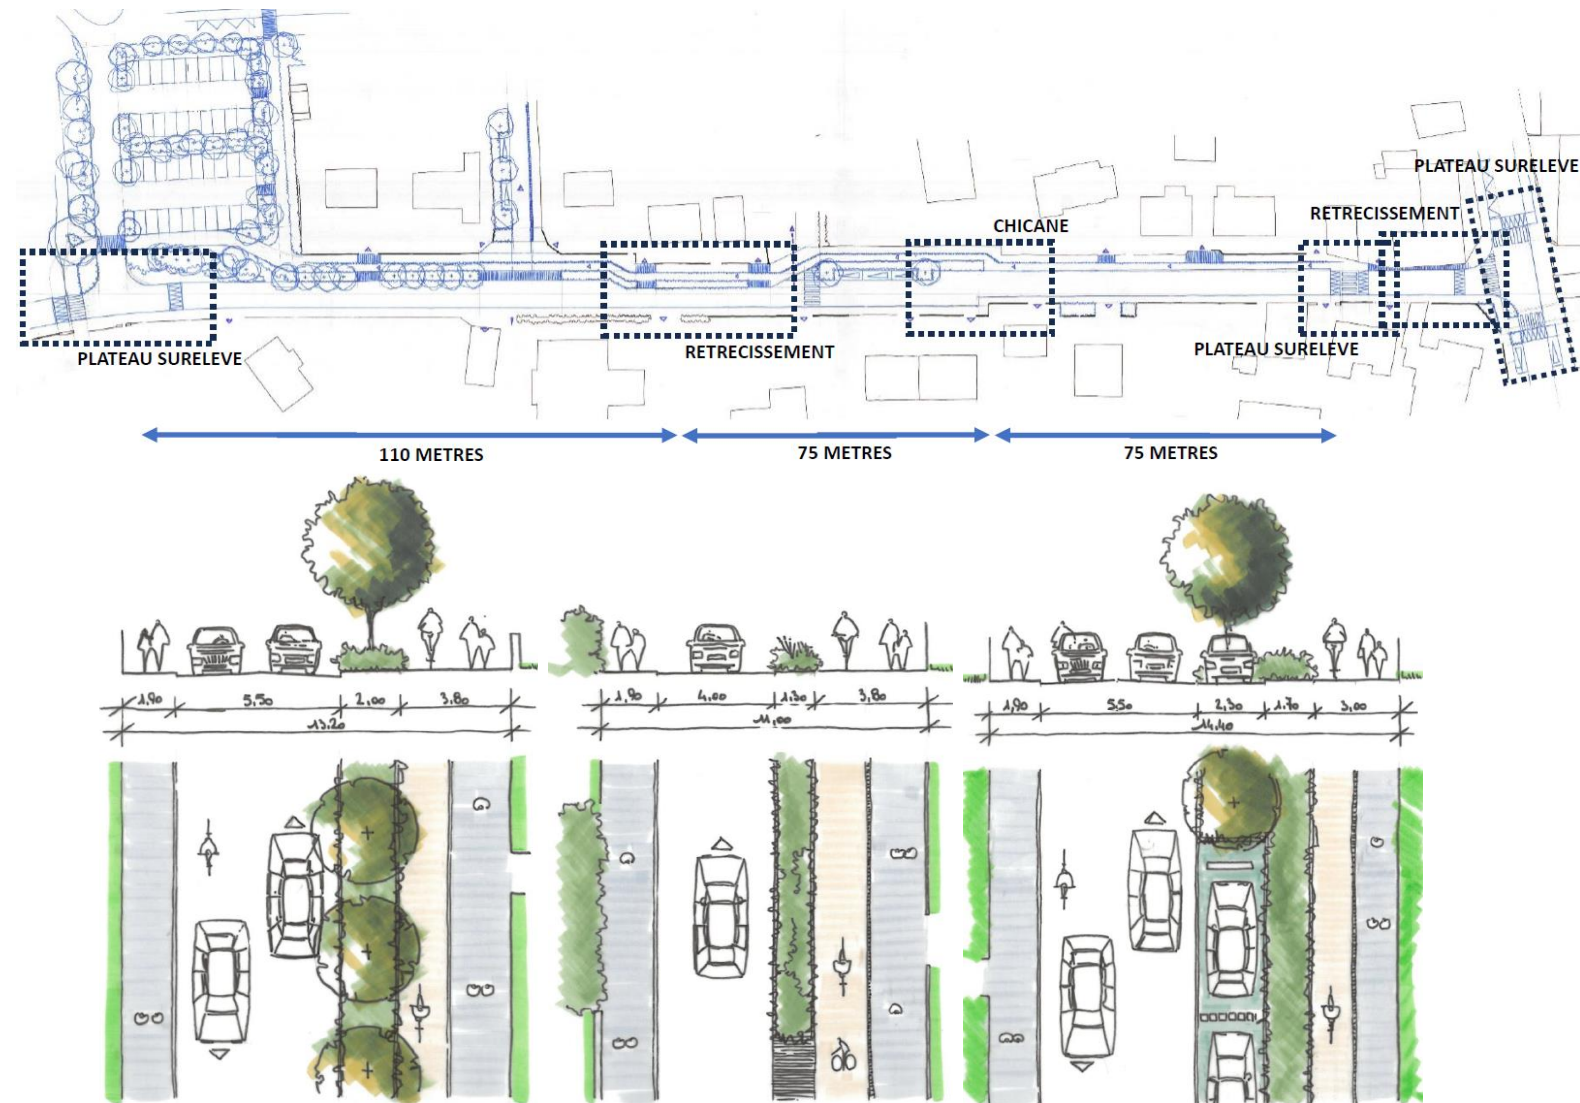 PLATEAU SURELEVE
RETRECISSEMENT
CHICANE
PLATEAU SURELEVE
RETRECISSEMENT
PLATEAU SURELEVE
110 METRES
75 METRES
75 METRES
1,90 5,50 2,00 3,80
13,20
1,90 4,00 1,30 3,80
11,00
1,90 5,50 2,30 1,70 3,00
14,40